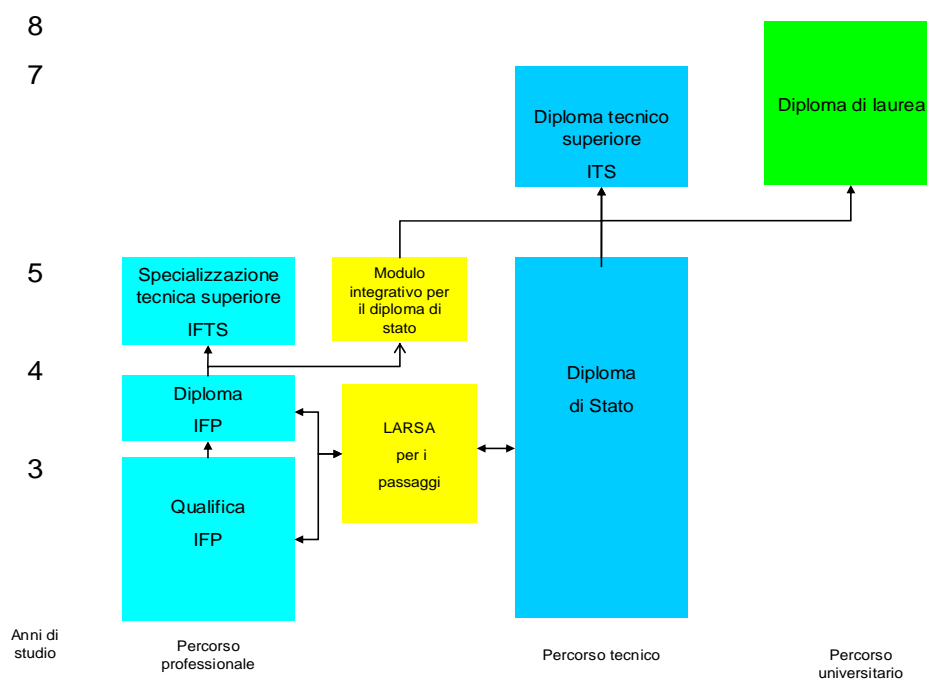 8
7
Diploma di laurea
Diploma tecnico
superiore
ITS
5
Specializzazione
tecnica superiore
IFTS
Modulo
integrativo per
il diploma di
stato
4
Diploma
IFP
Diploma
di Stato
LARSA
per i
passaggi
3
Qualifica
IFP
Anni di
studio
Percorso
professionale
Percorso tecnico
Percorso
universitario